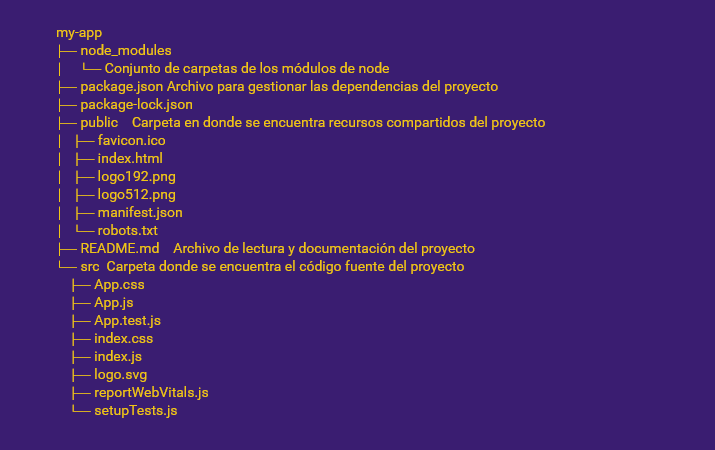 my-app
├── node_modules
│   └── Conjunto de carpetas de los módulos de node
├── package.json Archivo para gestionar las dependencias del proyecto
├── package-lock.json
├── public    Carpeta en donde se encuentra recursos compartidos del proyecto
│   ├── favicon.ico
│   ├── index.html
│   ├── logo192.png
│   ├── logo512.png
│   ├── manifest.json
│   └── robots.txt
├── README.md    Archivo de lectura y documentación del proyecto
└── src  Carpeta donde se encuentra el código fuente del proyecto
    ├── App.css
    ├── App.js
    ├── App.test.js
    ├── index.css
    ├── index.js
    ├── logo.svg
    ├── reportWebVitals.js
    └── setupTests.js